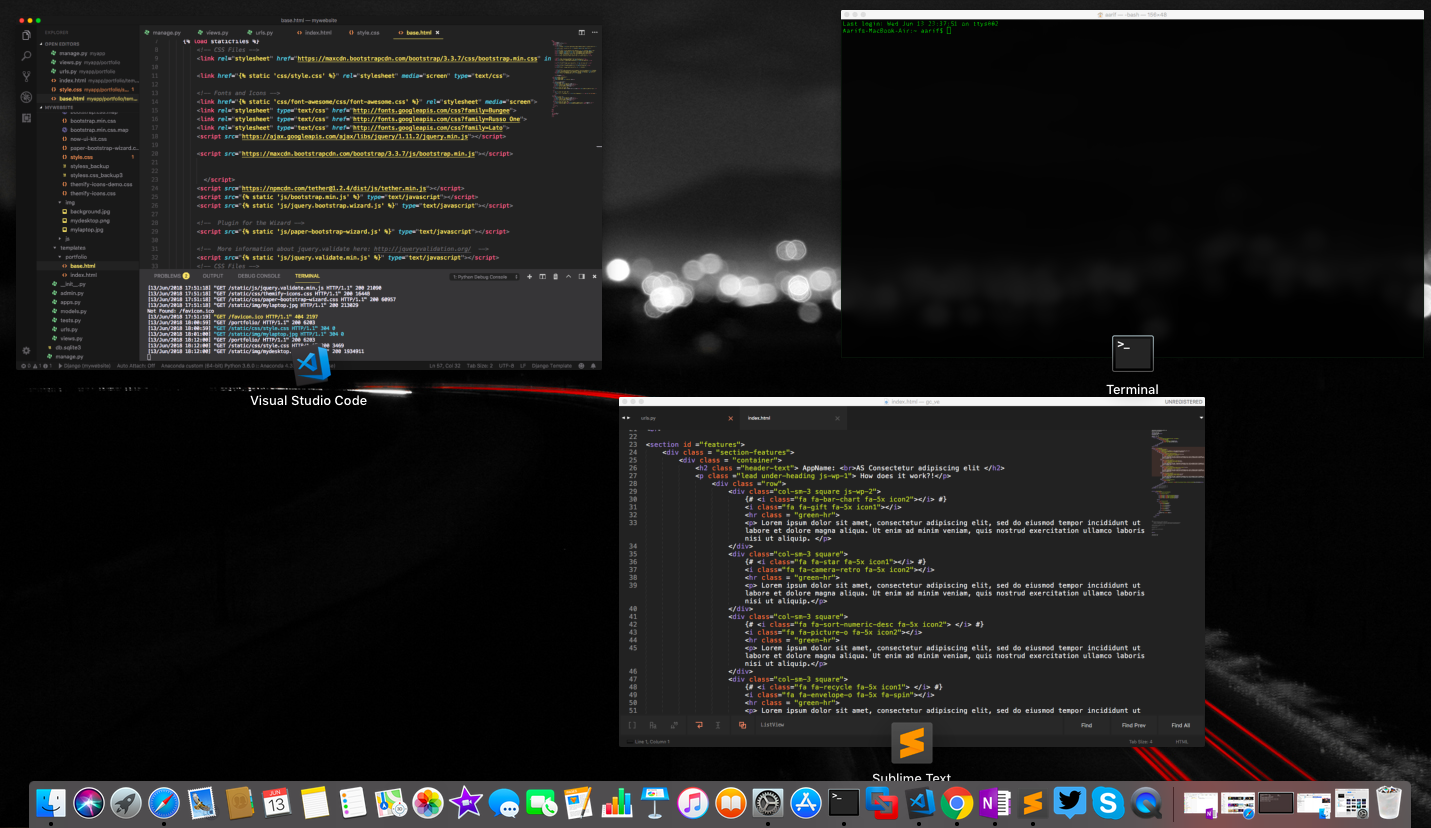 base.html — mywebsite
EXPLORER
OPEN EDITORS
manage.py myapp
views.py myapp/portfolio
urls.py myapp/portfolio
index.html myapp/portfolio/tem...
style.css myapp/portfolio/s... 1
base.html myapp/portfolio/tem...
MYWEBSITE
bootstrap.min.css
bootstrap.min.css.map
now-ui-kit.css
paper-bootstrap-wizard.c...
style.css 1
styless_backup
styless.css_backup3
themify-icons-demo.css
themify-icons.css
img
background.jpg
mydesktop.png
mylaptop.jpg
js
templates
portfolio
base.html
index.html
__init__.py
admin.py
apps.py
models.py
tests.py
urls.py
views.py
db.sqlite3
manage.py
manage.py views.py urls.py index.html style.css base.html
7 {% load staticfiles %}
8 <!-- CSS Files -->
9 <link rel="stylesheet" href="https://maxcdn.bootstrapcdn.com/bootstrap/3.3.7/css/bootstrap.min.css" in
10
11 <link href="{% static 'css/style.css' %}" rel="stylesheet" media="screen" type="text/css">
12
13 <!-- Fonts and Icons -->
14 <link href="{% static 'css/font-awesome/css/font-awesome.css' %}" rel="stylesheet" media="screen">
15 <link rel="stylesheet" type="text/css" href="http://fonts.googleapis.com/css?family=Bungee">
16 <link rel="stylesheet" type="text/css" href="http://fonts.googleapis.com/css?family=Russo One">
17 <link rel="stylesheet" type="text/css" href="http://fonts.googleapis.com/css?family=Lato">
18 <script src="https://ajax.googleapis.com/ajax/libs/jquery/1.11.2/jquery.min.js"></script>
19
20 <script src="https://maxcdn.bootstrapcdn.com/bootstrap/3.3.7/js/bootstrap.min.js"></script>
21
22
23 </script>
24 <script src="https://npmcdn.com/tether@1.2.4/dist/js/tether.min.js"></script>
25 <script src="{% static 'js/bootstrap.min.js' %}" type="text/javascript"></script>
26 <script src="{% static 'js/jquery.bootstrap.wizard.js' %}" type="text/javascript"></script>
27
28 <!-- Plugin for the Wizard -->
29 <script src="{% static 'js/paper-bootstrap-wizard.js' %}" type="text/javascript"></script>
30
31 <!-- More information about jquery.validate here: http://jqueryvalidation.org/ -->
32 <script src="{% static 'js/jquery.validate.min.js' %}" type="text/javascript"></script>
33 <!-- CSS Files -->
PROBLEMS 2 OUTPUT DEBUG CONSOLE TERMINAL 1: Python Debug Console
[13/Jun/2018 17:51:18] "GET /static/js/jquery.validate.min.js HTTP/1.1" 200 21090
[13/Jun/2018 17:51:18] "GET /static/css/themify-icons.css HTTP/1.1" 200 16448
[13/Jun/2018 17:51:18] "GET /static/css/paper-bootstrap-wizard.css HTTP/1.1" 200 60957
[13/Jun/2018 17:51:18] "GET /static/img/mylaptop.jpg HTTP/1.1" 200 213029
Not Found: /favicon.ico
[13/Jun/2018 17:51:19] "GET /favicon.ico HTTP/1.1" 404 2197
[13/Jun/2018 18:00:59] "GET /portfolio/ HTTP/1.1" 200 6203
[13/Jun/2018 18:00:59] "GET /static/css/style.css HTTP/1.1" 304 0
[13/Jun/2018 18:01:00] "GET /static/img/mylaptop.jpg HTTP/1.1" 304 0
[13/Jun/2018 18:12:00] "GET /portfolio/ HTTP/1.1" 200 6203
[13/Jun/2018 18:12:00] "GET /static/css/style.css 200 3469
[13/Jun/2018 18:12:00] "GET /static/img/mydesktop. 200 1934911
0 1 1 Django (mywebsite) Auto Attach: Off Anaconda custom (64-bit) Python 3.6.0 Ln 57, Col 32 Tab Size: 2 UTF-8 LF Django Template
Visual Studio Code
aarif — -bash — 156×48
Last login: Wed Jun 13 on ttys002
Aarifs-MacBook-Air:~ aarif$
>_
Terminal
index.html — gc_ve
UNREGISTERED
urls.py index.html
22
23 <section id ="features">
24 <div class = "section-features">
25 <div class = "container">
26 <h2 class ="header-text"> AppName: <br>AS Consectetur adipiscing elit </h2>
27 <p class ="lead under-heading js-wp-1"> How does it work?!</p>
28 <div class ="row">
29 <div class="col-sm-3 square js-wp-2">
30 {# <i class="fa fa-bar-chart fa-5x icon2"></i> #}
31 <i class="fa fa-gift fa-5x icon1"></i>
32 <hr class = "green-hr">
33 <p> Lorem ipsum dolor sit amet, consectetur adipiscing elit, sed do eiusmod tempor incididunt ut
labore et dolore magna aliqua. Ut enim ad minim veniam, quis nostrud exercitation ullamco laboris
nisi ut aliquip. </p>
34 </div>
35 <div class="col-sm-3 square">
36 {# <i class="fa fa-star fa-5x icon1"></i> #}
37 <i class="fa fa-camera-retro fa-5x icon2"></i>
38 <hr class = "green-hr">
39 <p> Lorem ipsum dolor sit amet, consectetur adipiscing elit, sed do eiusmod tempor incididunt ut
labore et dolore magna aliqua. Ut enim ad minim veniam, quis nostrud exercitation ullamco laboris
nisi ut aliquip.</p>
40 </div>
41 <div class="col-sm-3 square">
42 {# <i class="fa fa-sort-numeric-desc fa-5x icon2"> </i> #}
43 <i class="fa fa-picture-o fa-5x icon2"></i>
44 <hr class = "green-hr">
45 <p> Lorem ipsum dolor sit amet, consectetur adipiscing elit, sed do eiusmod tempor incididunt ut
labore et dolore magna aliqua. Ut enim ad minim veniam, quis nostrud exercitation ullamco laboris
nisi ut aliquip.</p>
46 </div>
47 <div class="col-sm-3 square">
48 {# <i class="fa fa-recycle fa-5x icon1"> </i> #}
49 <i class="fa fa-envelope-o fa-5x fa-spin"></i>
50 <hr class = "green-hr">
51 <p> Lorem ipsum dolor sit amet, consectetur adipiscing elit, sed do eiusmod tempor incididunt ut
ListView Find Find Prev Find All
Line 1, Column 1 Tab Size: 4 HTML
Sublime Text
JUN
13
>_